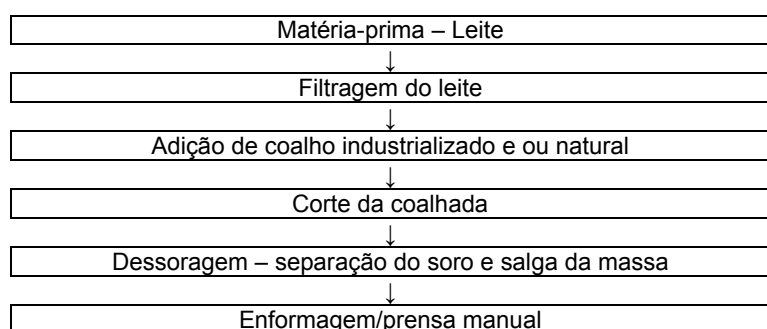 Matéria-prima – Leite
↓
Filtragem do leite
↓
Adição de coalho industrializado e ou natural
↓
Corte da coalhada
↓
Dessoragem – separação do soro e salga da massa
↓
Enformagem/prensa manual